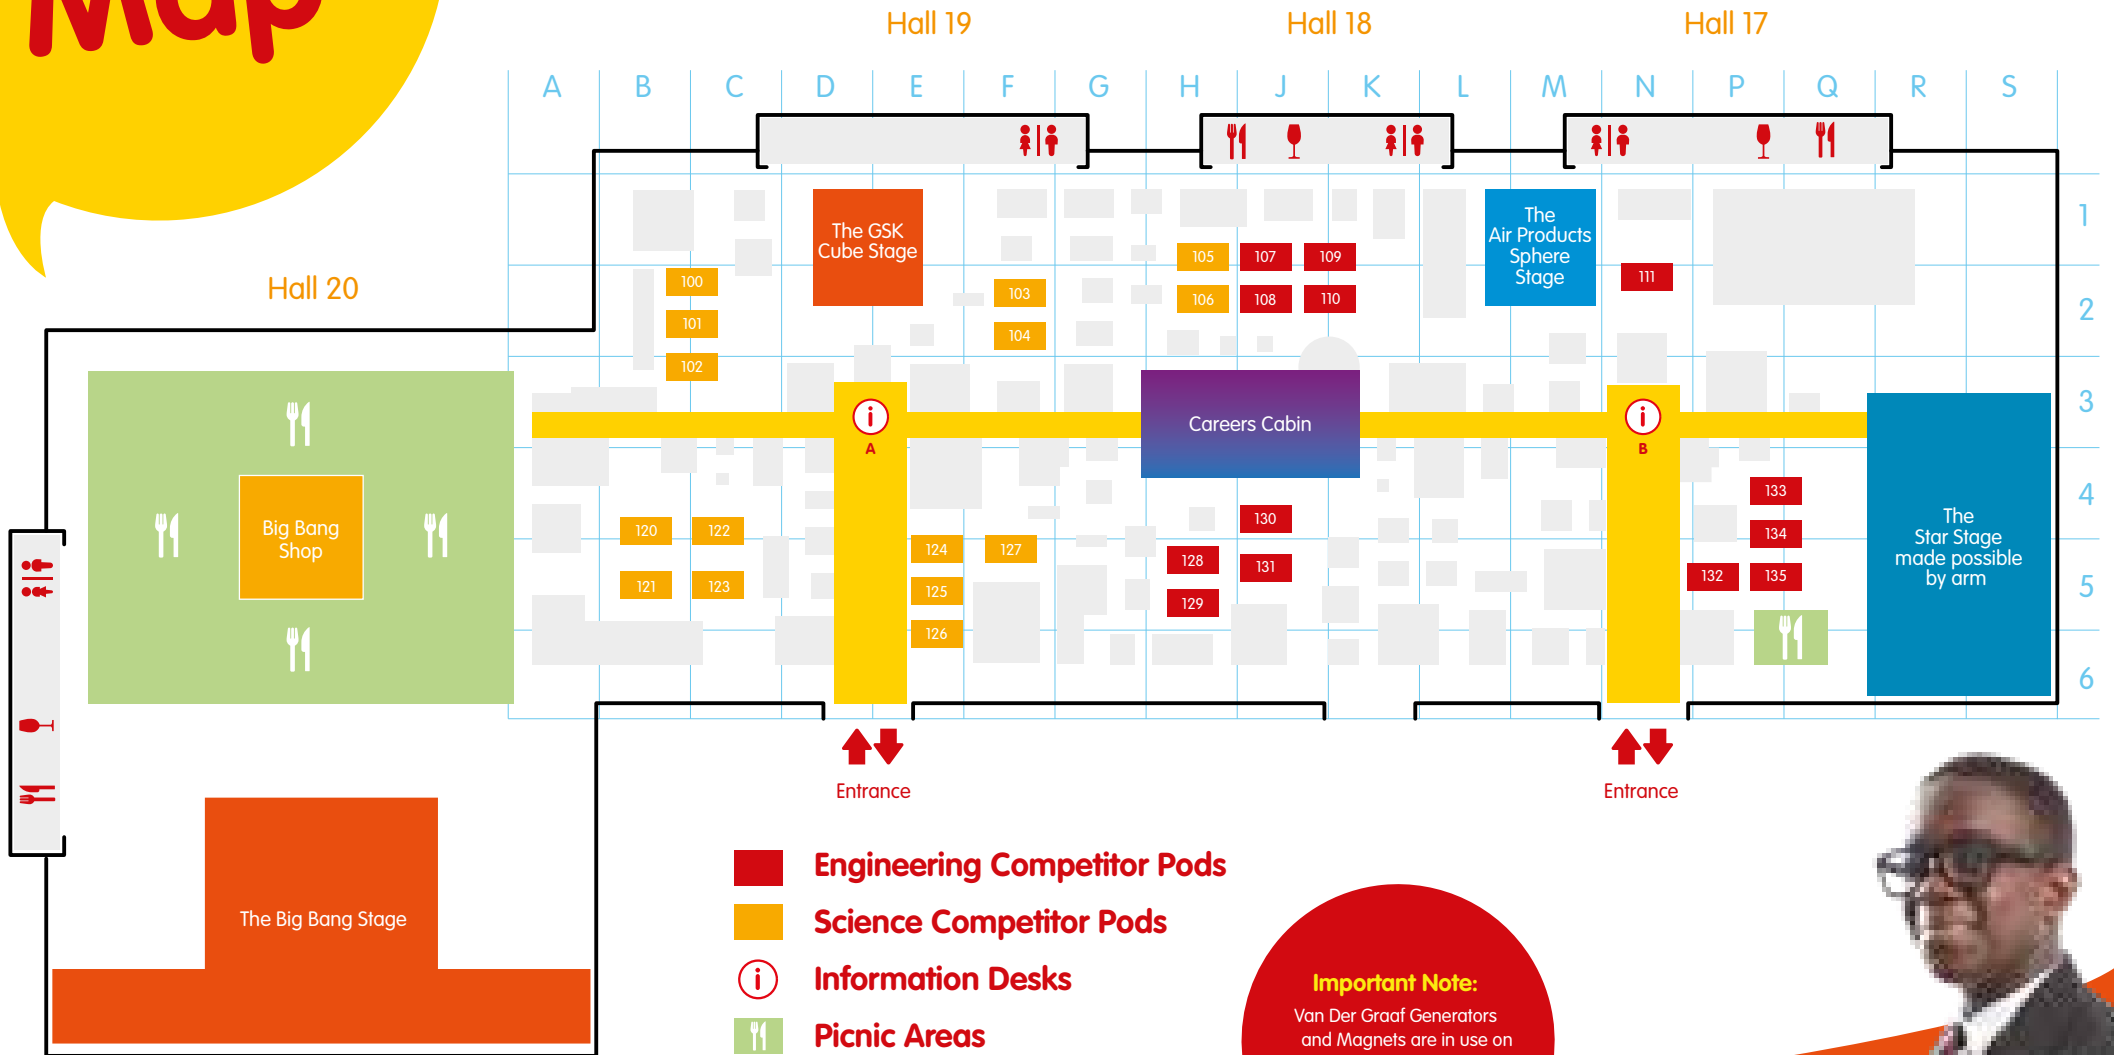 Map
Hall 19
Hall 18
Hall 17
A B C D E F G H J K L M N P Q R S
Hall 20
1
2
3
4
5
6
The GSK
Cube Stage
The
Air Products
Sphere
Stage
100
101
102
103
104
105
106
107
108
109
110
111
i
A
Careers Cabin
i
B
Big Bang
Shop
120
121
122
123
124
125
126
127
128
129
130
131
132
133
134
135
The
Star Stage
made possible
by arm
Entrance
Entrance
The Big Bang Stage
Engineering Competitor Pods
Science Competitor Pods
i
Information Desks
Picnic Areas
Important Note:
Van Der Graaf Generators
and Magnets are in use on